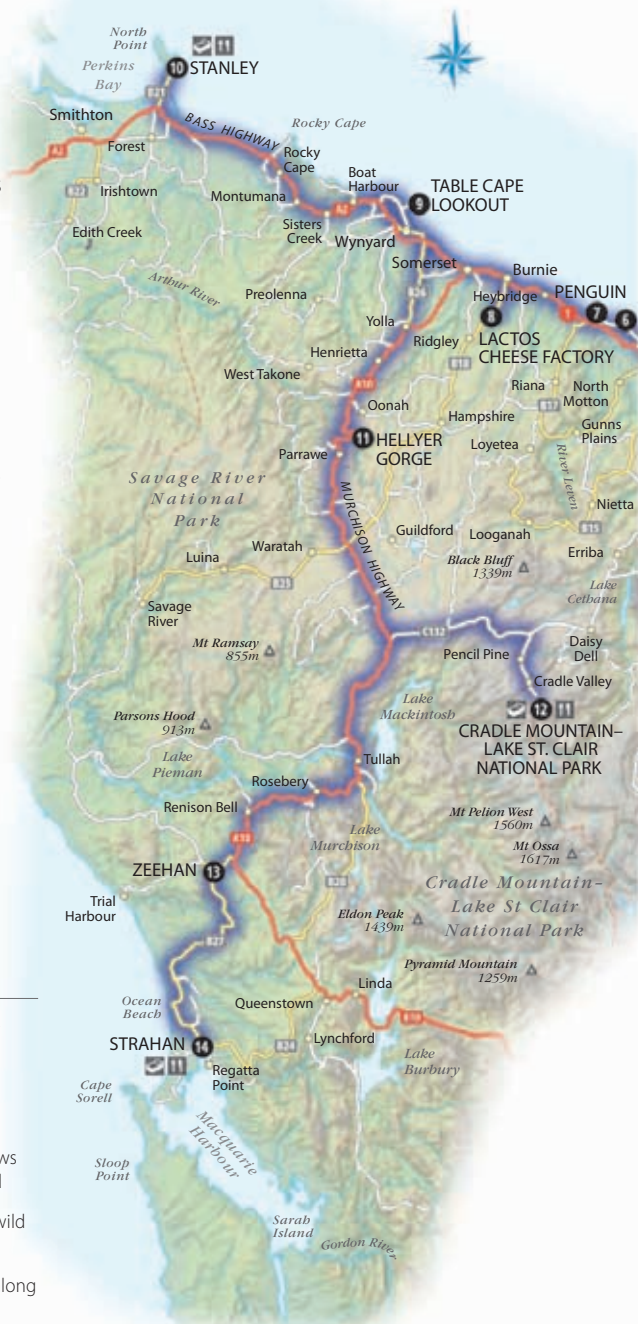 North
Point
Perkins
Bay
10 STANLEY
B21
Smithton
Forest
BASS HIGHWAY
Rocky Cape
A2
Rocky
Cape
B22
Irishtown
Montumana
Boat
Harbour
9 TABLE CAPE
LOOKOUT
Edith Creek
Sisters
Creek
A2
Wynyard
Arthur River
Somerset
Burnie
Preolenna
B26
Heybridge
PENGUIN
1
7
6
Yolla
8
Ridgley
LACTOS
CHEESE FACTORY
Henrietta
B18
West Takone
A10
Riana
North
Motton
B17
Oonah
Hampshire
Gunns
Plains
11 HELLYER
GORGE
Loyetea
River Leven
Parrawe
Savage River
National
Park
MURCHISON HIGHWAY
Nietta
Guildford
Loonganah
B15
Waratah
Luina
Black Bluff
1339m
Erriba
B23
Lake
Cethana
Savage
River
C132
Mt Ramsay
855m
Pencil Pine
Daisy
Dell
Cradle Valley
Lake
Mackintosh
12
CRADLE MOUNTAIN–
LAKE ST. CLAIR
NATIONAL PARK
Parsons Hood
913m
Lake
Pieman
Tullah
Rosebery
Renison Bell
Mt Pelion West
1560m
A10
Lake
Murchison
Mt Ossa
1617m
ZEEHAN 13
B28
Cradle Mountain–
Lake St Clair
National Park
Trial
Harbour
Eldon Peak
1439m
B27
Pyramid Mountain
1259m
Linda
Ocean
Beach
Queenstown
A10
STRAHAN 14
B24
Lynchford
Lake
Burbury
Regatta
Point
Cape
Sorell
Macquarie
Harbour
Sloop
Point
Sarah
Island
Gordon River
ws
l
wild
long